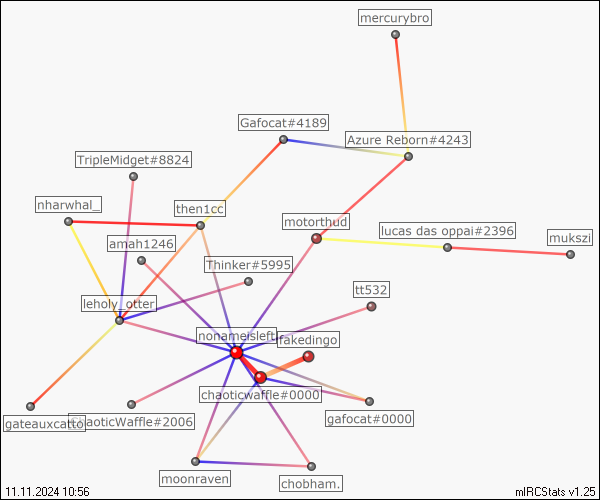 mercurybro
Gafocat#4189
Azure Reborn#4243
TripleMidget#8824
nharwhal_
then1cc
motorthud
lucas das oppai#2396
mukszi
amah1246
Thinker#5995
tt532
leholy_otter
nonameisleft
fakedingo
chaoticwaffle#0000
gateauxcatto
ChaoticWaffle#2006
gafocat#0000
moonraven
chobham.
11.11.2024 10:56
mIRCStats v1.25